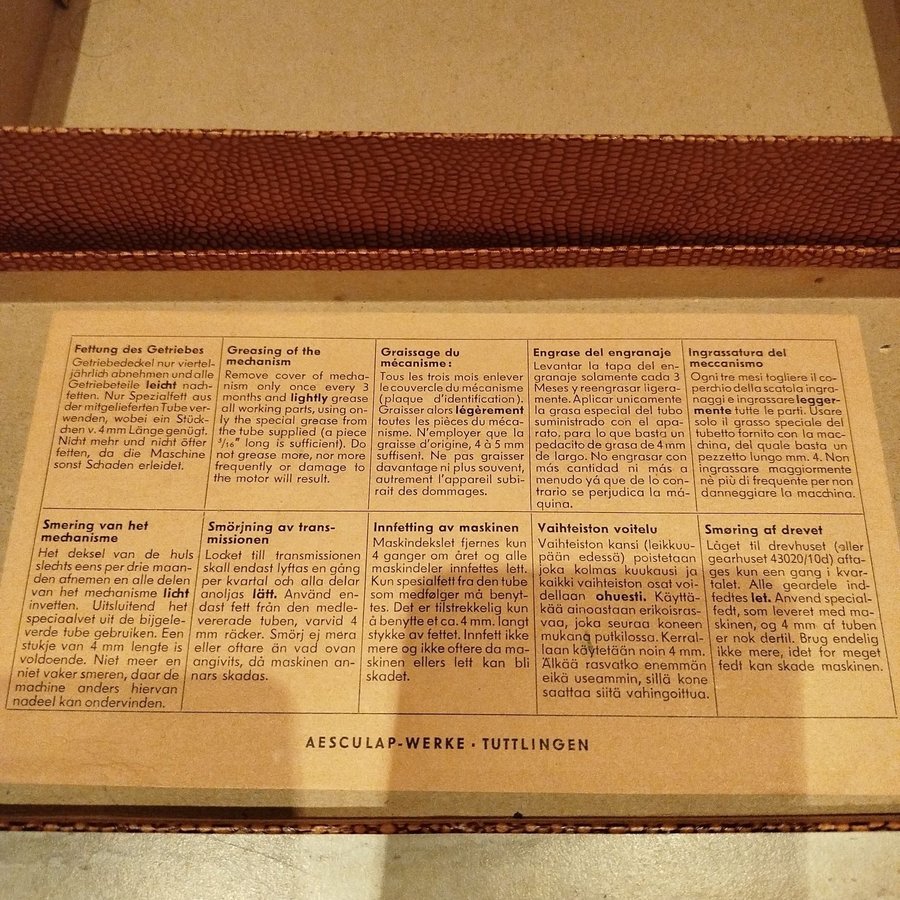 Fettung des Getriebes
Getriebedeckel nur viertel-
jährlich abnehmen und alle
Getriebeteile leicht nach-
fetten. Nur Spezialfett aus
der mitgelieferten Tube ver-
wenden, wobei ein Stück-
chen v. 4 mm Länge genügt.
Nicht mehr und nicht öfter
fetten, da die Maschine
sonst Schaden erleidet.
Greasing of the
mechanism
Remove cover of mecha-
nism only once every 3
months and lightly grease
all working parts, using on-
ly the special grease from
the tube supplied (a piece
3/16" long is sufficient). Do
not grease more, nor more
frequently or damage to
the motor will result.
Graissage du
mécanisme:
Tous les trois mois enlever
le couvercle du mécanisme
(plaque d'identification).
Graisser alors légèrement
toutes les pièces du méca-
nisme. N'employer que la
graisse d'origine, 4 à 5 mm
suffisent. Ne pas graisser
davantage ni plus souvent,
autrement l'appareil subi-
rait des dommages.
Engrase del engranaje
Levantar la tapa del en-
granaje solamente cada 3
Meses y reengrasar ligera-
mente. Aplicar unicamente
la grasa especial del tubo
suministrado con el apa-
rato, para lo que basta un
pedacito de grasa de 4 mm
de largo. No engrasar con
más cantidad ni más a
menudo yá que de lo con-
trario se perjudica la má-
quina.
Ingrassatura del
meccanismo
Ogni tre mesi togliere il co-
perchio della scatola ingra-
naggi e ingrassare legger-
mente tutte le parti. Usare
solo il grasso speciale del
tubetto fornito con la mac-
china, del quale basta un
pezzetto lungo mm. 4. Non
ingrassare maggiormente
nè più di frequente per non
danneggiare la macchina.
Smering van het
mechanisme
Het deksel van de huls
slechts eens per drie maan-
den afnemen en alle delen
van het mechanisme licht
invetten. Uitsluitend het
speciaalvet uit de bijgele-
verde tube gebruiken. Een
stukje van 4 mm lengte is
voldoende. Niet meer en
niet vaker smeren, daar de
machine anders hiervan
nadeel kan ondervinden.
Smörjning av trans-
missionen
Locket till transmissionen
skall endast lyftas en gång
per kvartal och alla delar
anoljas lätt. Använd en-
dast fett från den medle-
vererade tuben, varvid 4
mm räcker. Smörj ej mera
eller oftare än vad ovan
angivits, då maskinen an-
nars skadas.
Innfetting av maskinen
Maskindekslet fjernes kun
4 ganger om året og alle
maskindeler innfettes lett.
Kun spesialfett fra den tube
som medfølger må benyt-
tes. Det er tilstrekkelig kun
å benytte et ca. 4 mm. langt
stykke av fettet. Innfett ikke
mere og ikke oftere da ma-
skinen ellers lett kan bli
skadet.
Vaihteiston voitelu
Vaihteiston kansi (leikkuu-
pään edessä) poistetaan
joka kolmas kuukausi ja
kaikki vaihteiston osat voi-
dellaan ohuesti. Käyttä-
kää ainoastaan erikoisras-
vaa, joka seuraa koneen
mukana putkilossa. Kerral-
laan käytetään noin 4 mm.
Älkää rasvatko enemmän
eikä useammin, sillä kone
saattaa siitä vahingoittua.
Smøring af drevet
Låget til drevhuset (eller
gearhuset 43020/10d) afta-
ges kun een gang i kvar-
talet. Alle geardele ind-
fedtes let. Anvend special-
fedt, som leveret med ma-
skinen, og 4 mm af tuben
er nok dertil. Brug endelig
ikke mere, idet for meget
fedt kan skade maskinen.
AESCULAP-WERKE · TUTTLINGEN